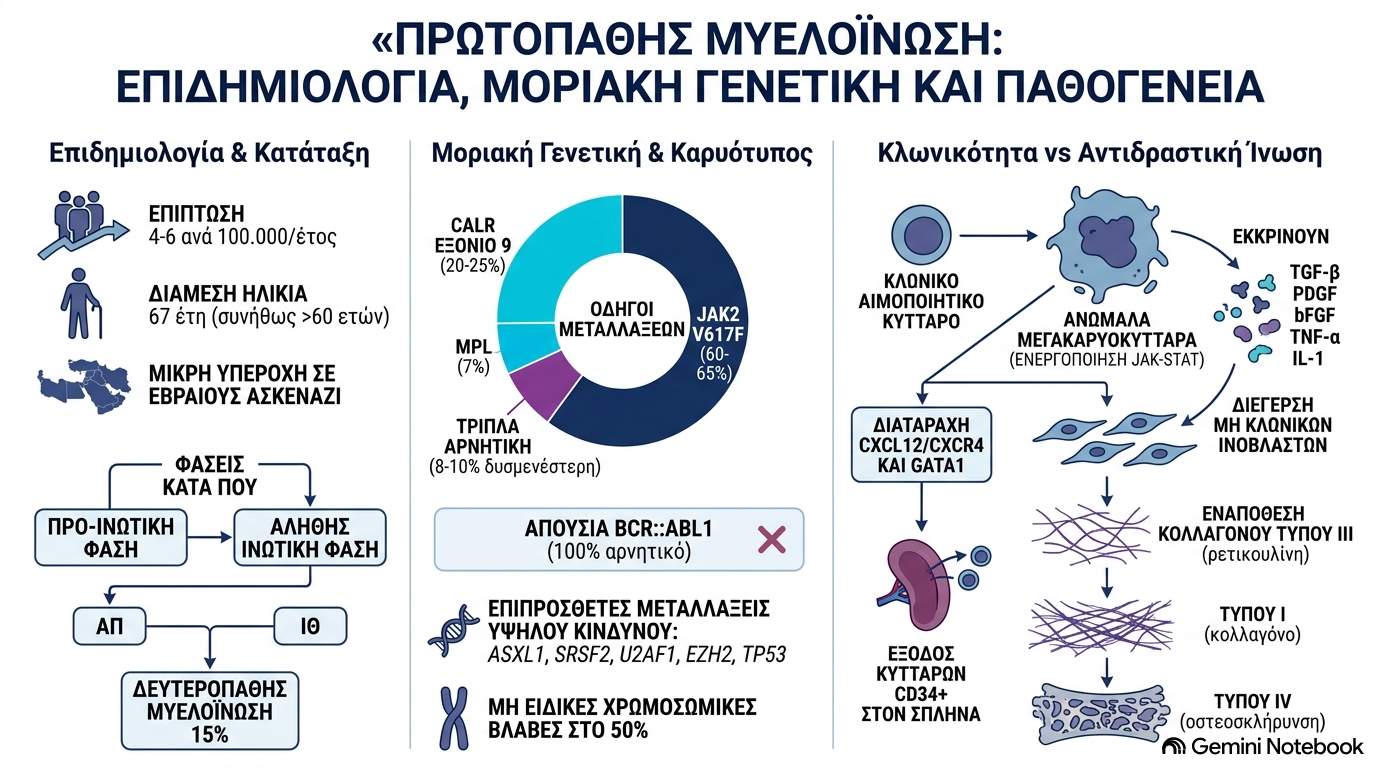 «ΠΡΩΤΟΠΑΘΗΣ ΜΥΕΛΟΪΝΩΣΗ:
ΕΠΙΔΗΜΙΟΛΟΓΙΑ, ΜΟΡΙΑΚΗ ΓΕΝΕΤΙΚΗ ΚΑΙ ΠΑΘΟΓΕΝΕΙΑ
Επιδημιολογία & Κατάταξη
ΕΠΙΠΤΩΣΗ
4-6 ανά 100.000/έτος
ΔΙΑΜΕΣΗ ΗΛΙΚΙΑ
67 έτη (συνήθως >60 ετών)
ΜΙΚΡΗ ΥΠΕΡΟΧΗ ΣΕ
ΕΒΡΑΙΟΥΣ ΑΣΚΕΝΑΖΙ
ΦΑΣΕΙΣ
ΚΑΤΑ ΠΟΥ
ΠΡΟ-ΙΝΩΤΙΚΗ
ΦΑΣΗ
ΑΛΗΘΗΣ
ΙΝΩΤΙΚΗ ΦΑΣΗ
ΑΠ
ΙΘ
ΔΕΥΤΕΡΟΠΑΘΗΣ
ΜΥΕΛΟΪΝΩΣΗ
15%
Μοριακή Γενετική & Καρυότυπος
CALR
ΕΞΟΝΙΟ 9
(20-25%)
MPL
(7%)
ΤΡΙΠΛΑ
ΑΡΝΗΤΙΚΗ
(8-10% δυσμενέστερη)
ΟΔΗΓΟΙ
ΜΕΤΑΛΛΑΞΕΩΝ
JAK2
V617F
(60-
65%)
ΑΠΟΥΣΙΑ BCR::ABL1
(100% αρνητικό)
ΕΠΙΠΡΟΣΘΕΤΕΣ ΜΕΤΑΛΛΑΞΕΙΣ
ΥΨΗΛΟΥ ΚΙΝΔΥΝΟΥ:
ASXL1, SRSF2, U2AF1, EZH2, TP53
ΜΗ ΕΙΔΙΚΕΣ ΧΡΩΜΟΣΩΜΙΚΕΣ
ΒΛΑΒΕΣ ΣΤΟ 50%
Κλωνικότητα vs Αντιδραστική Ίνωση
ΚΛΩΝΙΚΟ
ΑΙΜΟΠΟΙΗΤΙΚΟ
ΚΥΤΤΑΡΟ
ΑΝΩΜΑΛΑ
ΜΕΓΑΚΑΡΥΟΚΥΤΤΑΡΑ
(ΕΝΕΡΓΟΠΟΙΗΣΗ JAK-STAT)
ΕΚΚΡΙΝΟΥΝ
TGF-β
PDGF
bFGF
TNF-α
IL-1
ΔΙΕΓΕΡΣΗ
ΜΗ ΚΛΩΝΙΚΩΝ
ΙΝΟΒΛΑΣΤΩΝ
ΔΙΑΤΑΡΑΧΗ
CXCL12/CXCR4
ΚΑΙ GATA1
ΕΞΟΔΟΣ
ΚΥΤΤΑΡΩΝ
CD34+
ΣΤΟΝ ΣΠΛΗΝΑ
ΕΝΑΠΟΘΕΣΗ
ΚΟΛΛΑΓΟΝΟΥ ΤΥΠΟΥ III
(ρετικουλίνη)
ΤΥΠΟΥ I
(κολλαγόνο)
ΤΥΠΟΥ IV
(οστεοσκλήρυνση)
Gemini Notebook